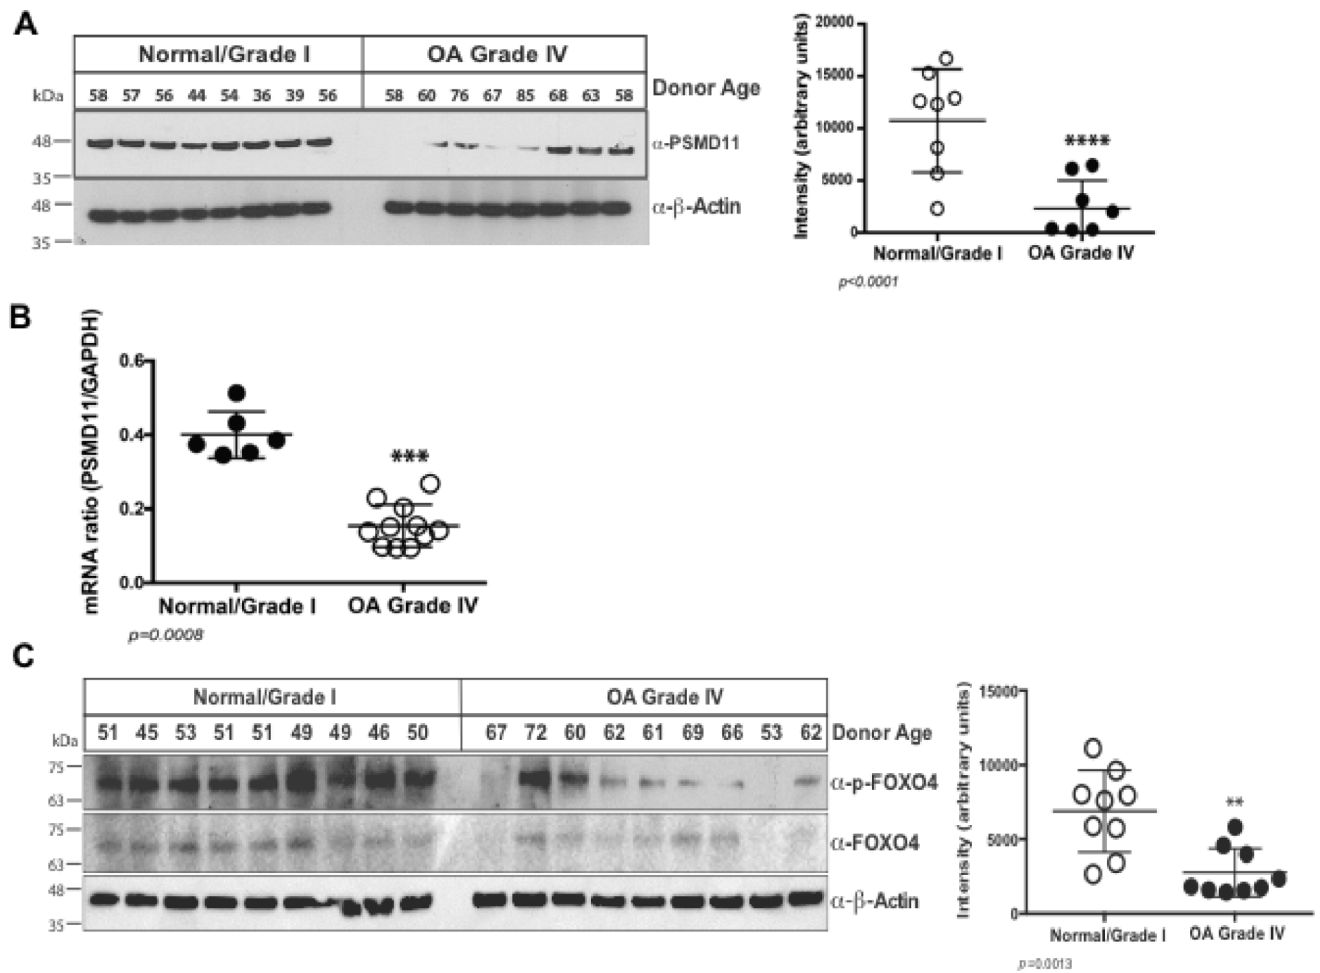 A
Normal/Grade I OA Grade IV
kDa 58 57 56 44 54 36 39 56 58 60 76 67 85 68 63 58 Donor Age
48 α-PSMD11
35
48 α-β-Actin
35
Intensity (arbitrary units)
20000
15000
10000
5000
0
****
Normal/Grade I OA Grade IV
p<0.0001
B
mRNA ratio (PSMD11/GAPDH)
0.6
0.4
0.2
0.0
***
Normal/Grade I OA Grade IV
p=0.0008
C
Normal/Grade I OA Grade IV
kDa 51 45 53 51 51 49 49 46 50 67 72 60 62 61 69 66 53 62 Donor Age
75 α-p-FOXO4
63
75 α-FOXO4
63
48 α-β-Actin
35
Intensity (arbitrary units)
15000
10000
5000
0
**
Normal/Grade I OA Grade IV
p=0.0013